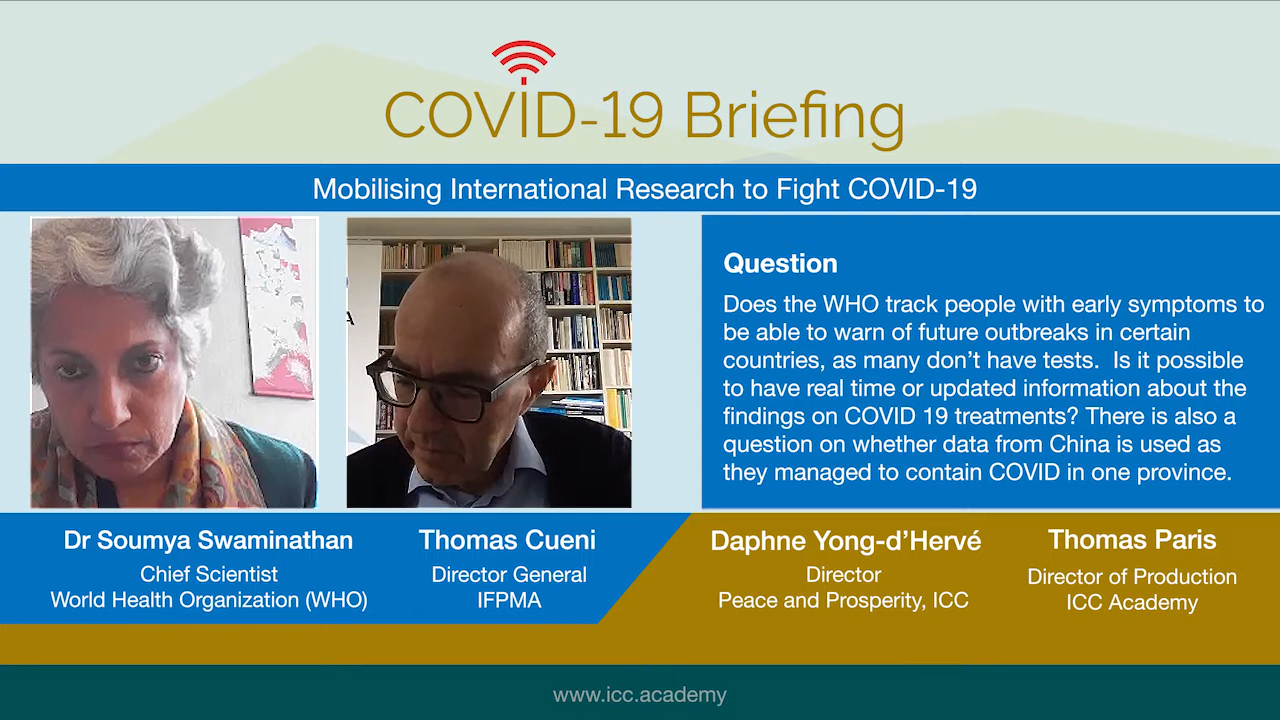 COVID-19 Briefing
Mobilising International Research to Fight COVID-19
Question
Does the WHO track people with early symptoms to
be able to warn of future outbreaks in certain
countries, as many don't have tests.  Is it possible
to have real time or updated information about the
findings on COVID 19 treatments? There is also a
question on whether data from China is used as
they managed to contain COVID in one province.
A
Dr Soumya Swaminathan
Chief Scientist
World Health Organization (WHO)
Thomas Cueni
Director General
IFPMA
Daphne Yong-d'Hervé
Director
Peace and Prosperity, ICC
Thomas Paris
Director of Production
ICC Academy
www.icc.academy